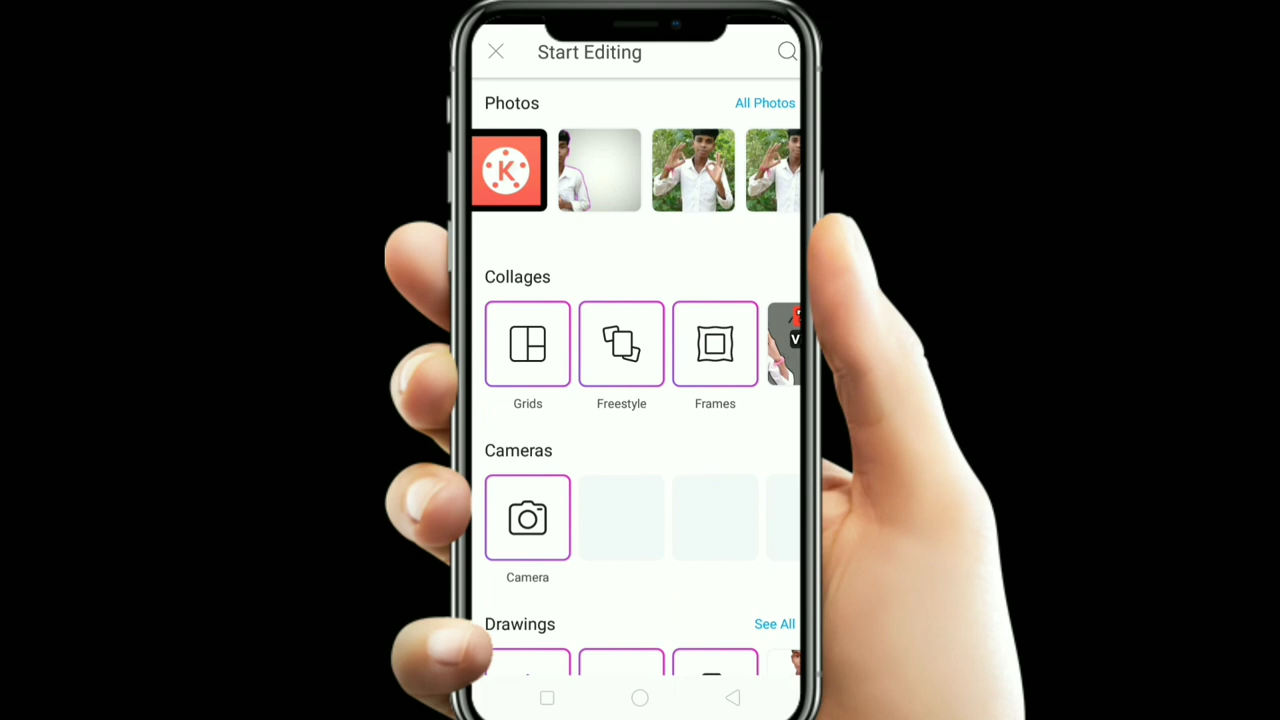 Start Editing
Photos
All Photos
K
Collages
V
Grids
Freestyle
Frames
Cameras
Camera
Drawings
See All